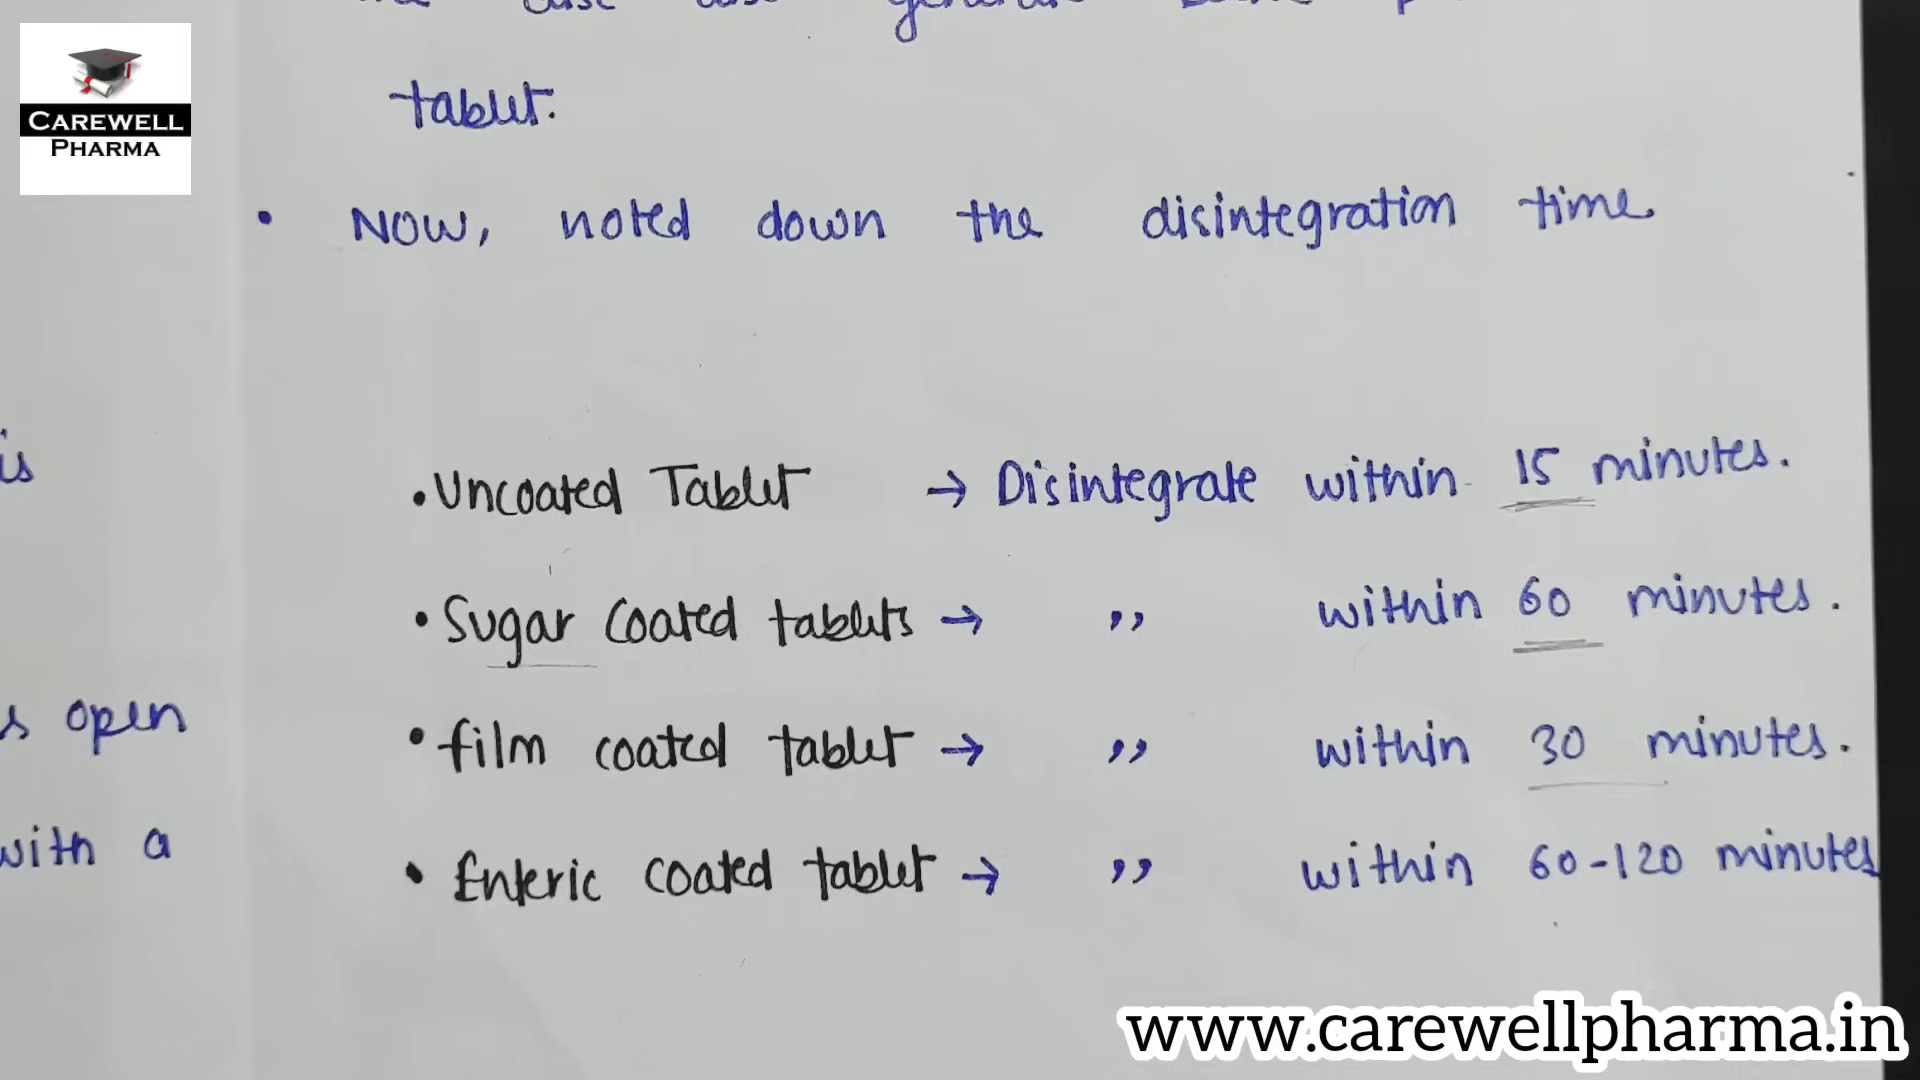 CAREWELL
PHARMA
tablet.
• Now, noted down the disintegration time.
is
• Uncoated Tablet → Disintegrate within 15 minutes.
• Sugar coated tablets → ,, within 60 minutes.
s open
• film coated tablet → ,, within 30 minutes.
with a
• Enteric coated tablet → ,, within 60-120 minutes
www.carewellpharma.in